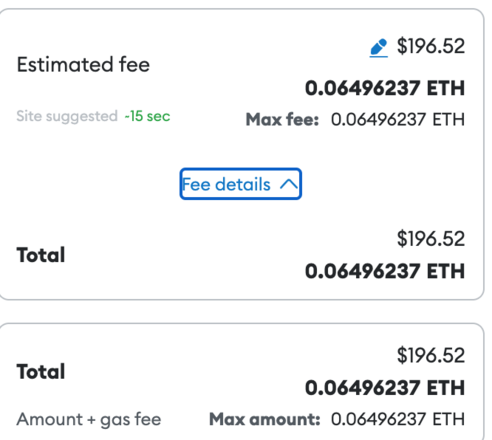 $196.52
Estimated fee
0.06496237 ETH
Site suggested -15 sec
Max fee: 0.06496237 ETH
Fee details
$196.52
Total
0.06496237 ETH
$196.52
Total
0.06496237 ETH
Amount + gas fee Max amount: 0.06496237 ETH